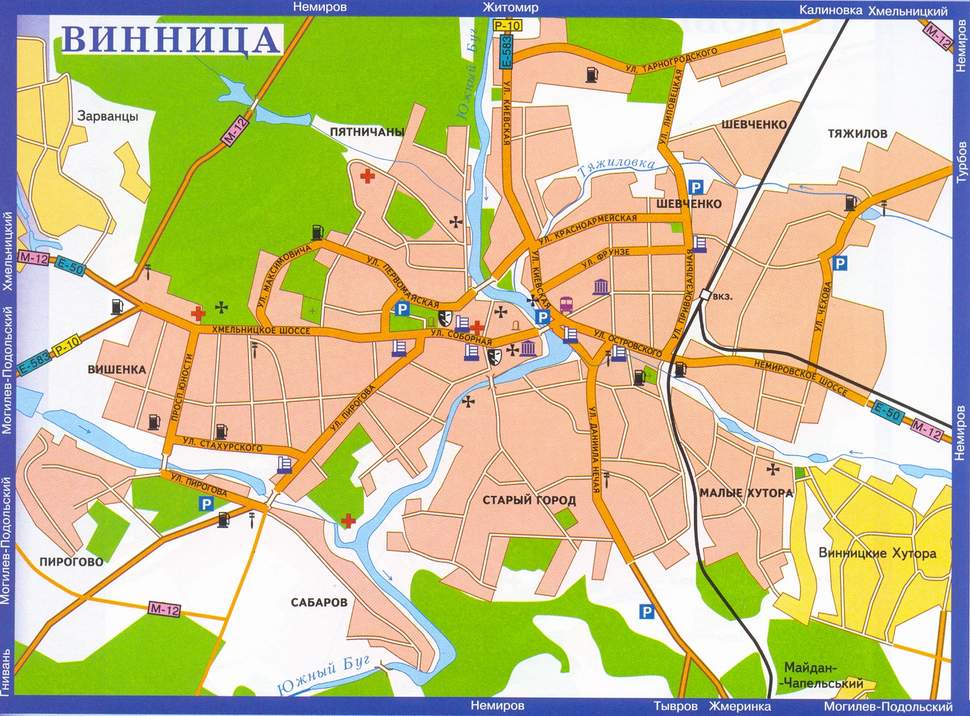 Немиров
Житомир
Калиновка
Хмельницкий
М-12
Немиров
ВИННИЦА
Р-10
Е-583
Южный Буг
УЛ. ТАРНОГРОДСКОГО
УЛ. КИЕВСКАЯ
УЛ. ЛИПОВЕЦКАЯ
Зарванцы
М-12
ПЯТНИЧАНЫ
ШЕВЧЕНКО
ТЯЖИЛОВ
Турбов
Тяжиловка
P
ШЕВЧЕНКО
УЛ. КРАСНОАРМЕЙСКАЯ
Хмельницкий
М-12
Е-50
УЛ. МАКСИМОВИЧА
УЛ. ПЕРВОМАЙСКАЯ
УЛ. КИЕВСКАЯ
УЛ. ФРУНЗЕ
УЛ. ПРИВОКЗАЛЬНАЯ
P
УЛ. ЧЕХОВА
вкз.
P
P
ХМЕЛЬНИЦКОЕ ШОССЕ
УЛ. СОБОРНАЯ
УЛ. ОСТРОВСКОГО
Могилев-Подольский
Е-583
Р-10
ВИШЕНКА
ПРОСП. ЮНОСТИ
УЛ. ПИРОГОВА
НЕМИРОВСКОЕ ШОССЕ
Е-50
М-12
Немиров
УЛ. СТАХУРСКОГО
УЛ. ДАНИИЛА НЕЧАЯ
УЛ. ПИРОГОВА
P
СТАРЫЙ ГОРОД
МАЛЫЕ ХУТОРА
Могилев-Подольский
ПИРОГОВО
Винницкие Хутора
М-12
САБАРОВ
P
Гнивань
Южный Буг
Майдан-
-Чапельський
Немиров
Тывров
Жмеринка
Могилев-Подольский